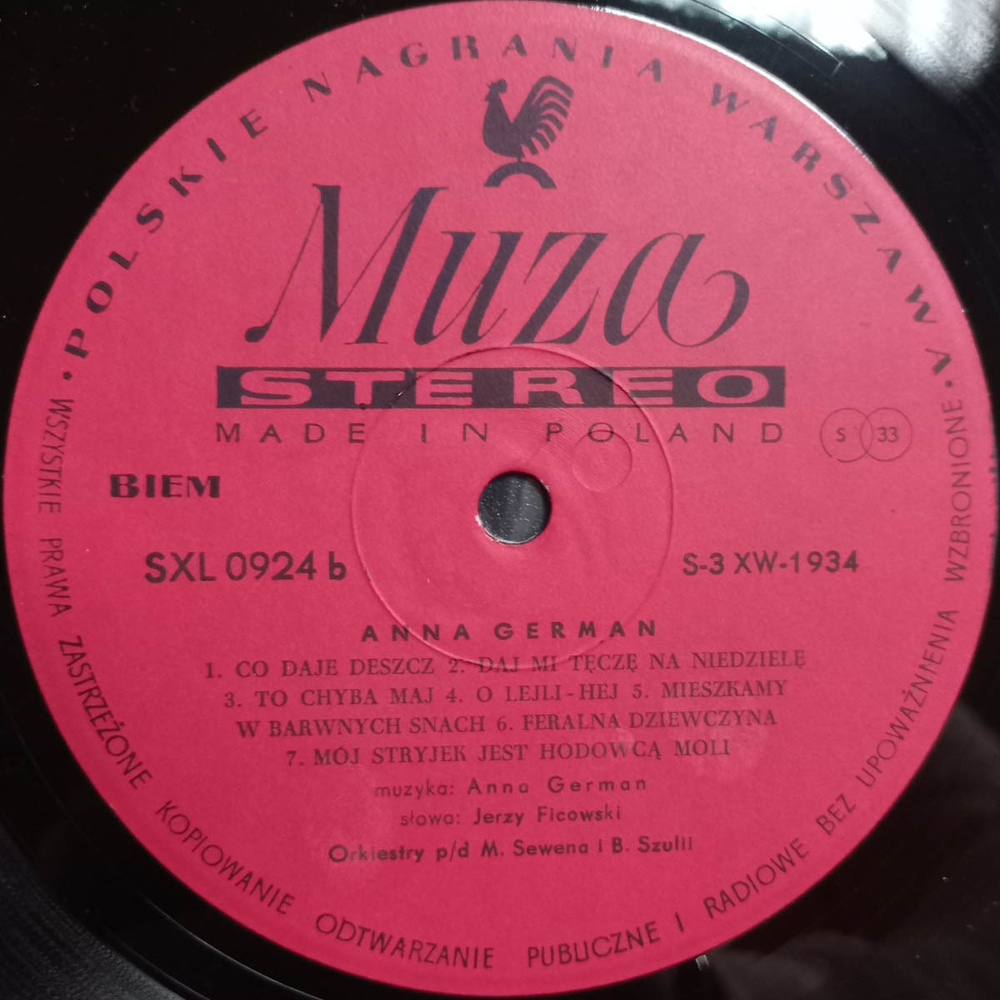 • POLSKIE NAGRANIA WARSZAWA •
Muza
STEREO
MADE IN POLAND
S 33
BIEM
SXL 0924 b
S-3 XW-1934
ANNA GERMAN
1. CO DAJE DESZCZ 2. DAJ MI TĘCZĘ NA NIEDZIELĘ
3. TO CHYBA MAJ 4. O LEJLI-HEJ 5. MIESZKAMY
W BARWNYCH SNACH 6. FERALNA DZIEWCZYNA
7. MÓJ STRYJEK JEST HODOWCĄ MOLI
muzyka: Anna German
słowa: Jerzy Ficowski
Orkiestry p/d M. Sewena i B. Szulii
WSZYSTKIE PRAWA ZASTRZEŻONE KOPIOWANIE ODTWARZANIE PUBLICZNE I RADIOWE BEZ UPOWAŻNIENIA WZBRONIONE